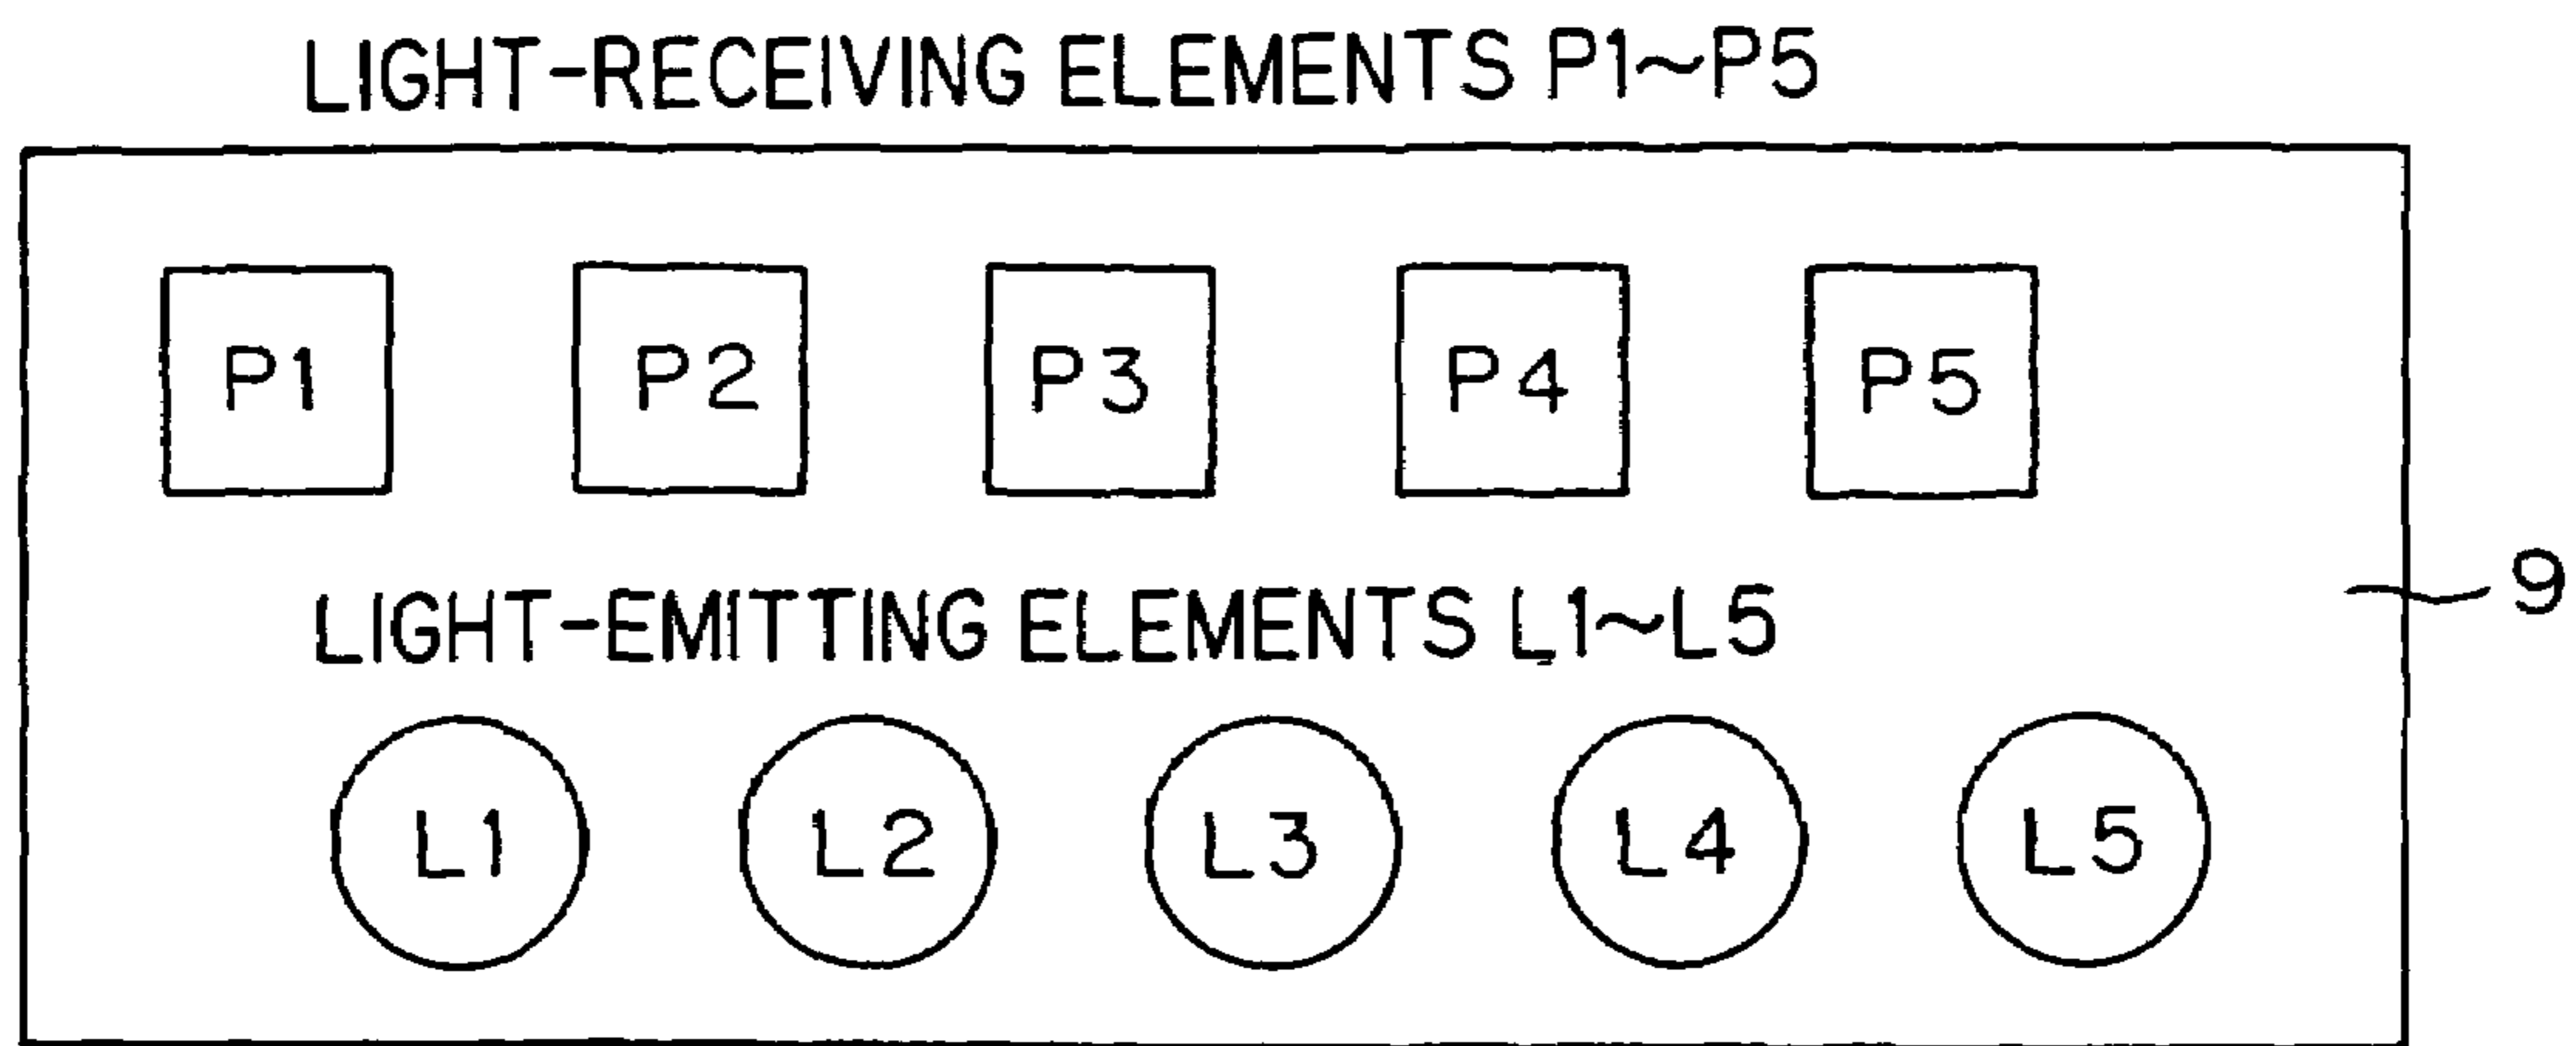 LIGHT-RECEIVING ELEMENTS P1~P5
P1 P2 P3 P4 P5
LIGHT-EMITTING ELEMENTS L1~L5
9
L1 L2 L3 L4 L5